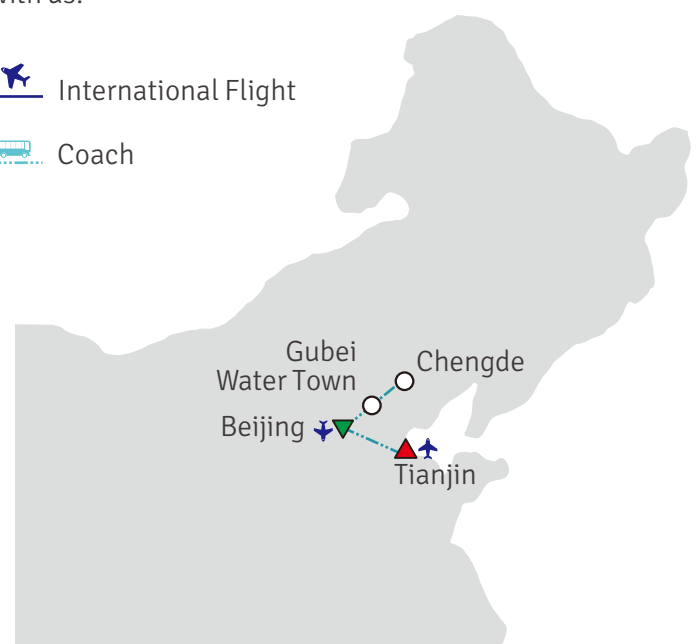 International Flight
Coach
Gubei
Water Town
Chengde
Beijing
Tianjin